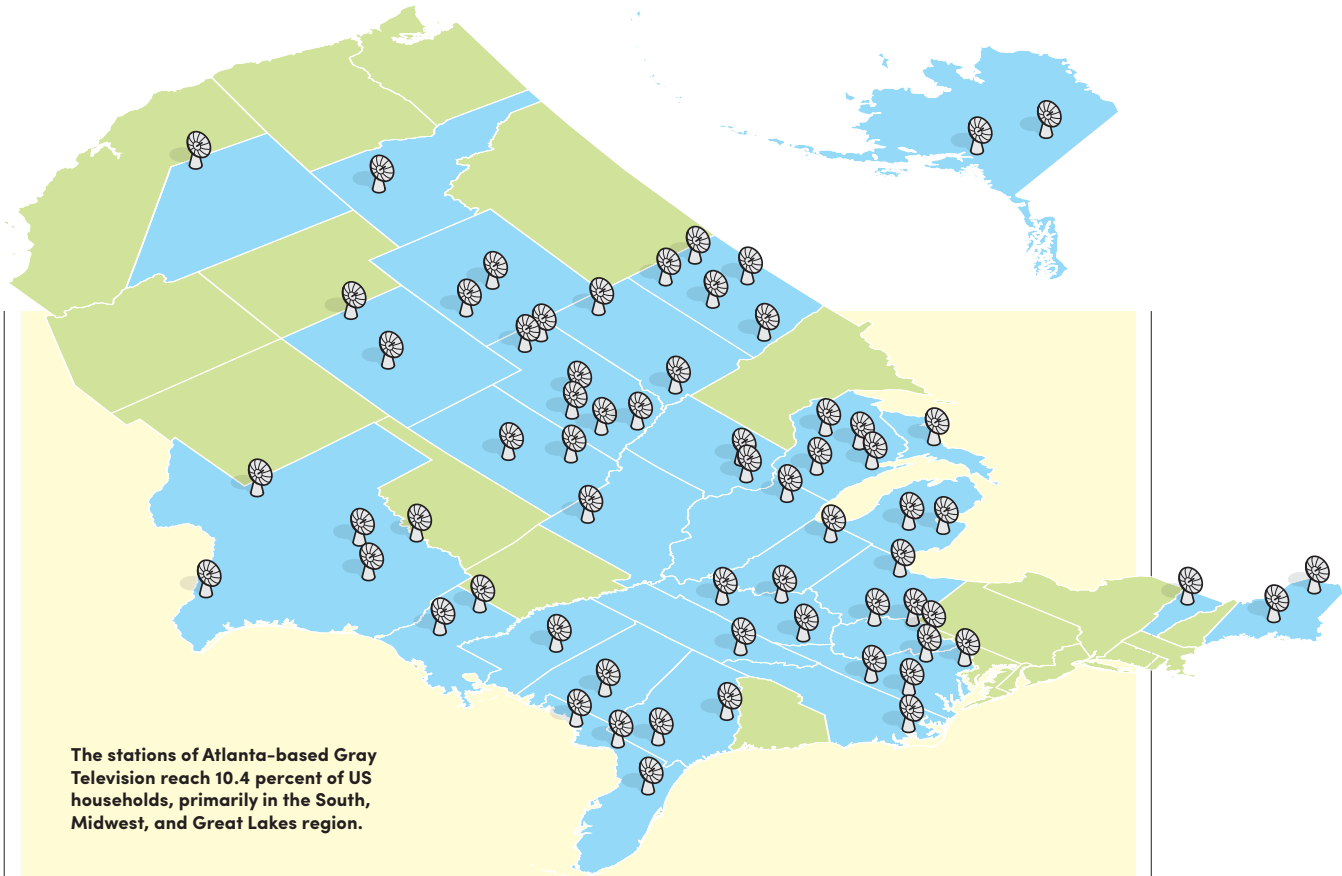 The stations of Atlanta-based Gray
Television reach 10.4 percent of US
households, primarily in the South,
Midwest, and Great Lakes region.